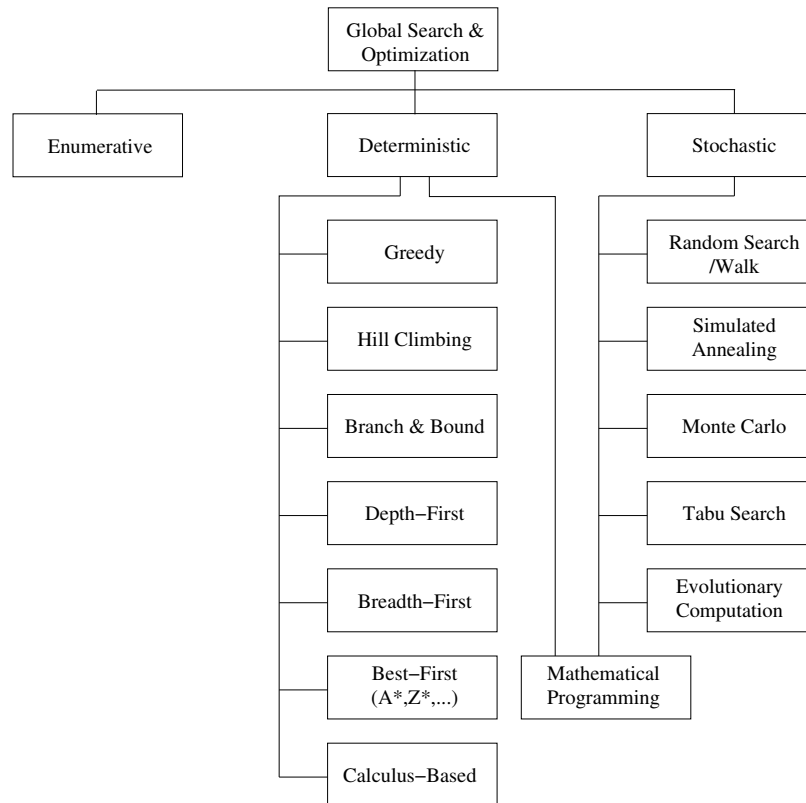 Global Search &
Optimization
Enumerative
Deterministic
Stochastic
Greedy
Hill Climbing
Branch & Bound
Depth−First
Breadth−First
Best−First
(A*,Z*,...)
Calculus−Based
Random Search
/Walk
Simulated
Annealing
Monte Carlo
Tabu Search
Evolutionary
Computation
Mathematical
Programming